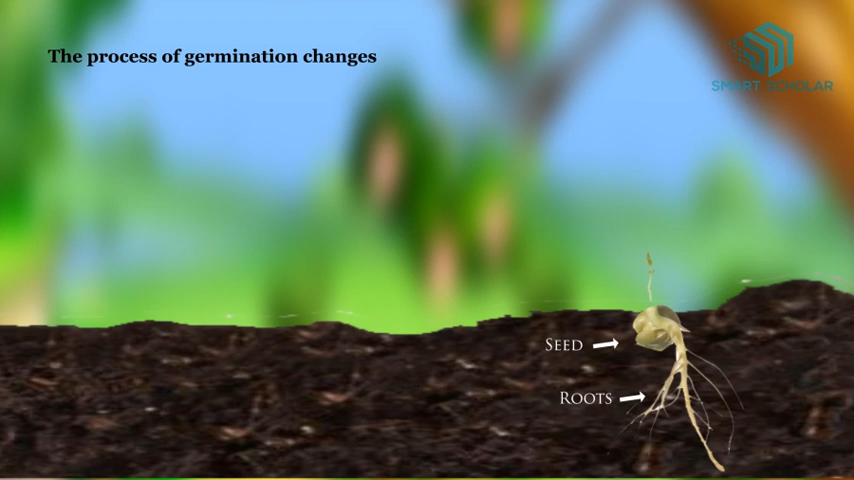 The process of germination changes
SMART SCHOLAR
SEED
ROOTS